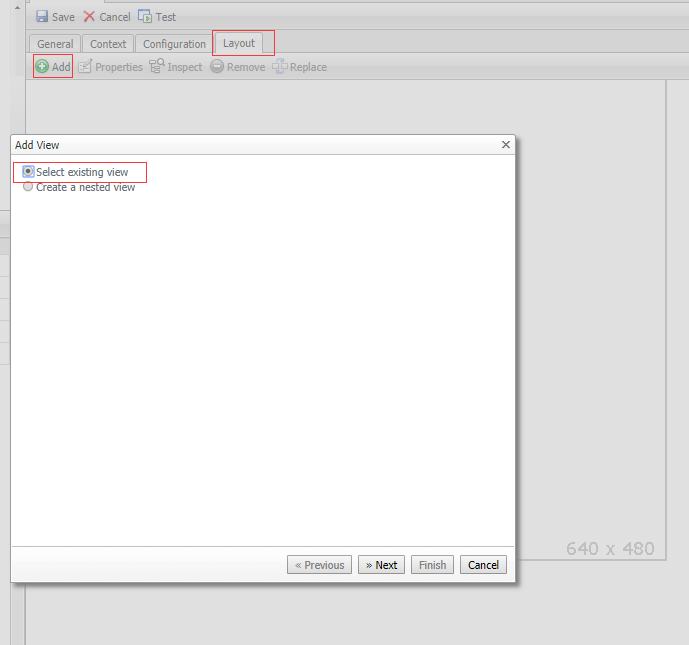 Save Cancel Test
General Context Configuration Layout
Add Properties Inspect Remove Replace
Add View
Select existing view
Create a nested view
640 x 480
« Previous » Next Finish Cancel